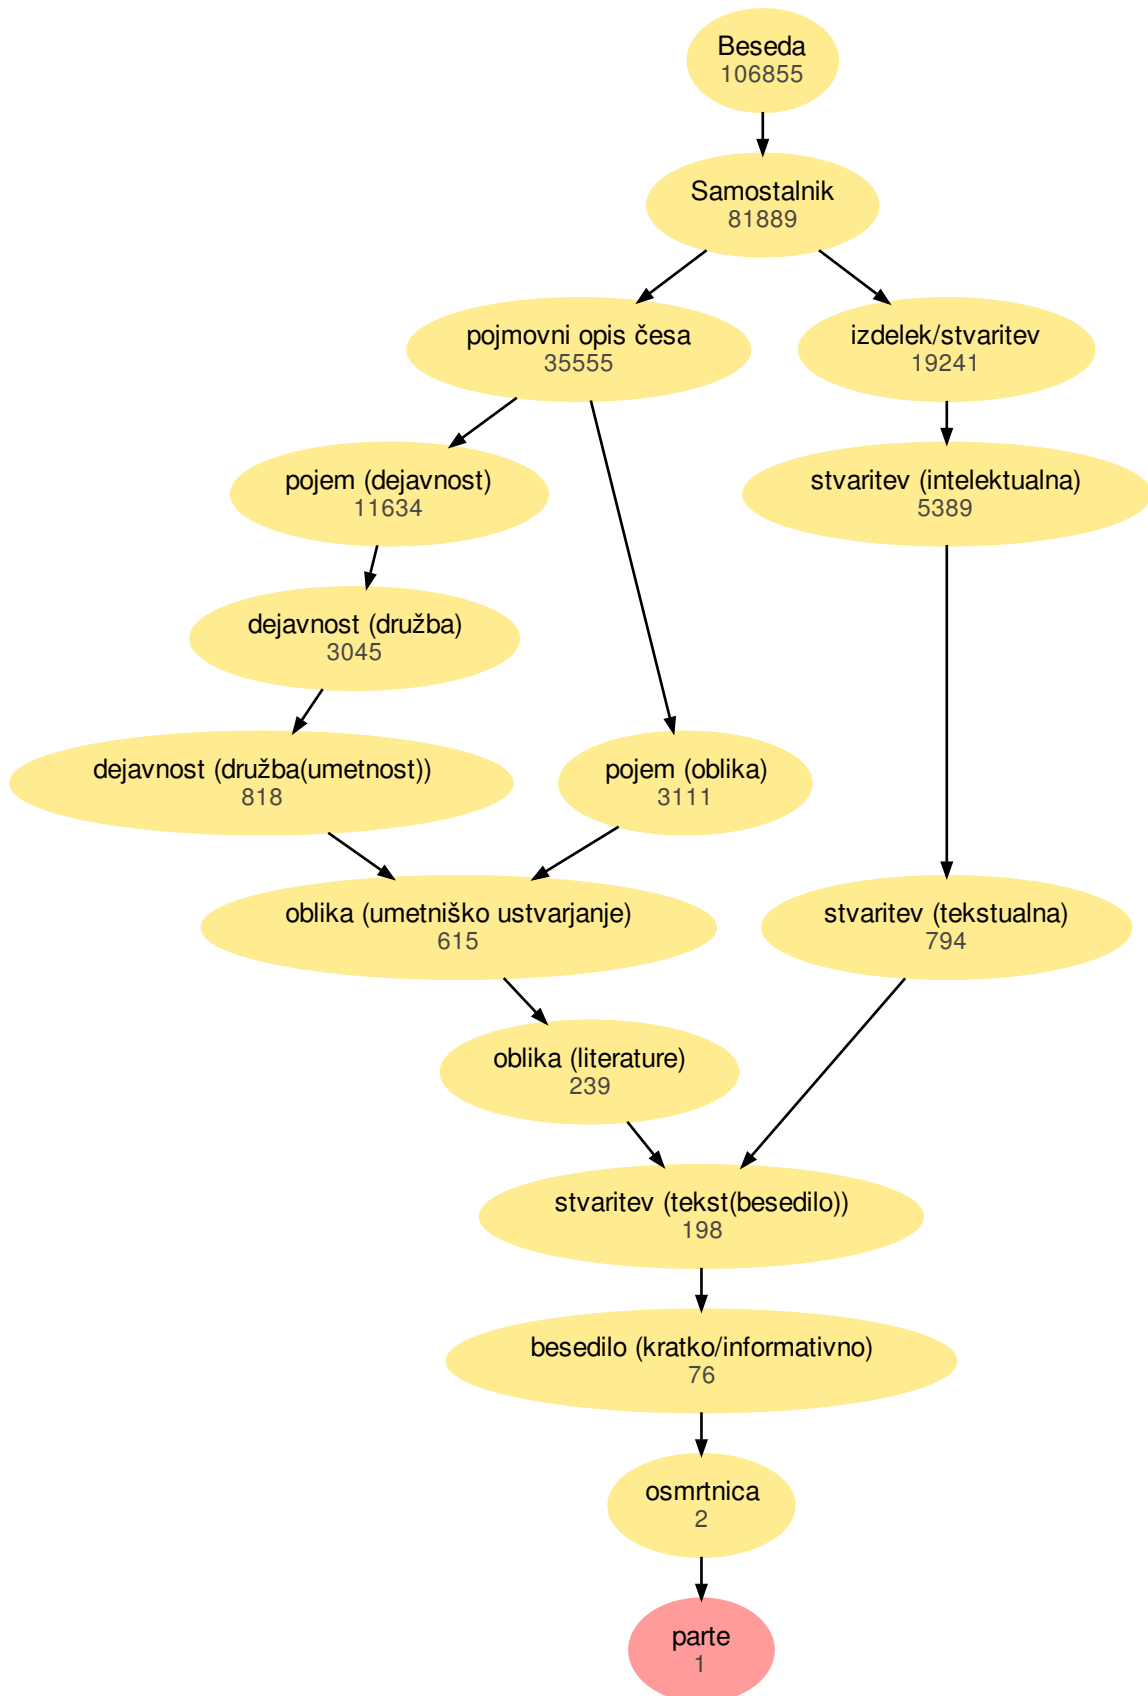 Beseda
106855
Samostalnik
81889
pojmovni opis česa
35555
izdelek/stvaritev
19241
pojem (dejavnost)
11634
stvaritev (intelektualna)
5389
dejavnost (družba)
3045
dejavnost (družba(umetnost))
818
pojem (oblika)
3111
oblika (umetniško ustvarjanje)
615
stvaritev (tekstualna)
794
oblika (literature)
239
stvaritev (tekst(besedilo))
198
besedilo (kratko/informativno)
76
osmrtnica
2
parte
1